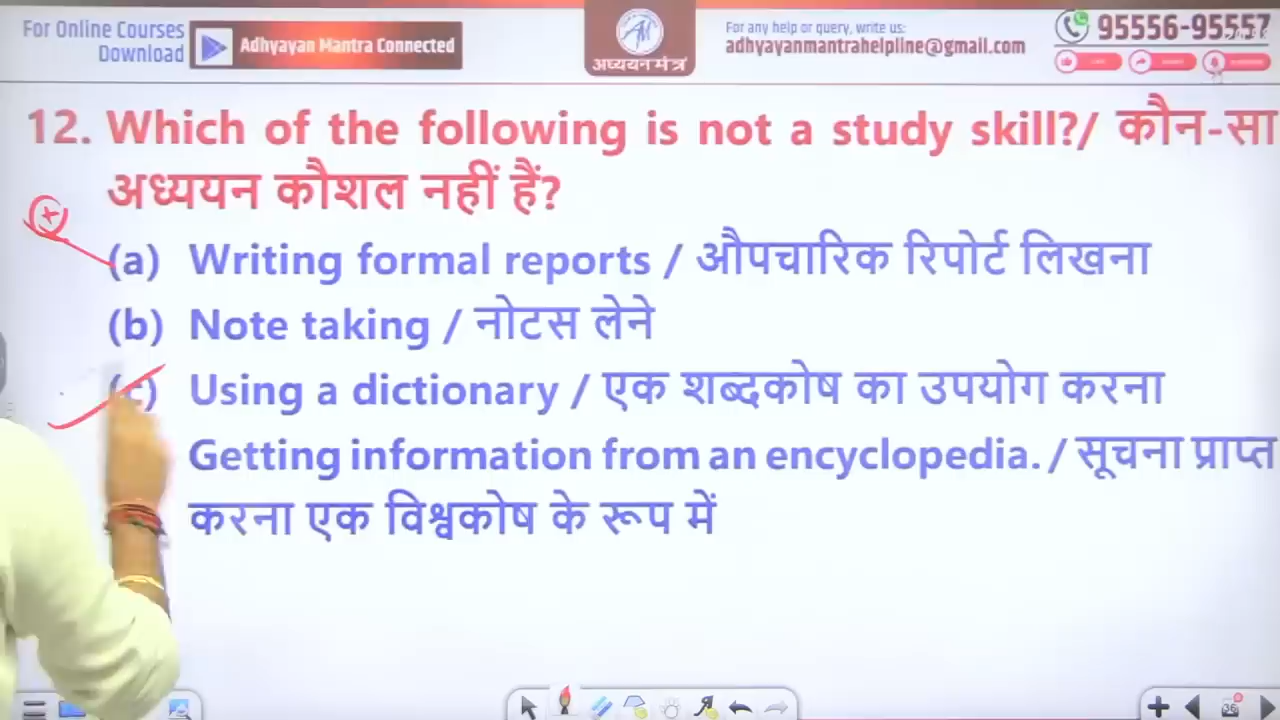 For Online Courses
Download
Adhyayan Mantra Connected
अध्ययन मंत्र
For any help or query, write us:
adhyayanmantrahelpline@gmail.com
95556-95557
12. Which of the following is not a study skill?/ कौन-सा
अध्ययन कौशल नहीं हैं?
(a) Writing formal reports / औपचारिक रिपोर्ट लिखना
(b) Note taking / नोटस लेने
(c) Using a dictionary / एक शब्दकोष का उपयोग करना
Getting information from an encyclopedia. / सूचना प्राप्त
करना एक विश्वकोष के रूप में
36